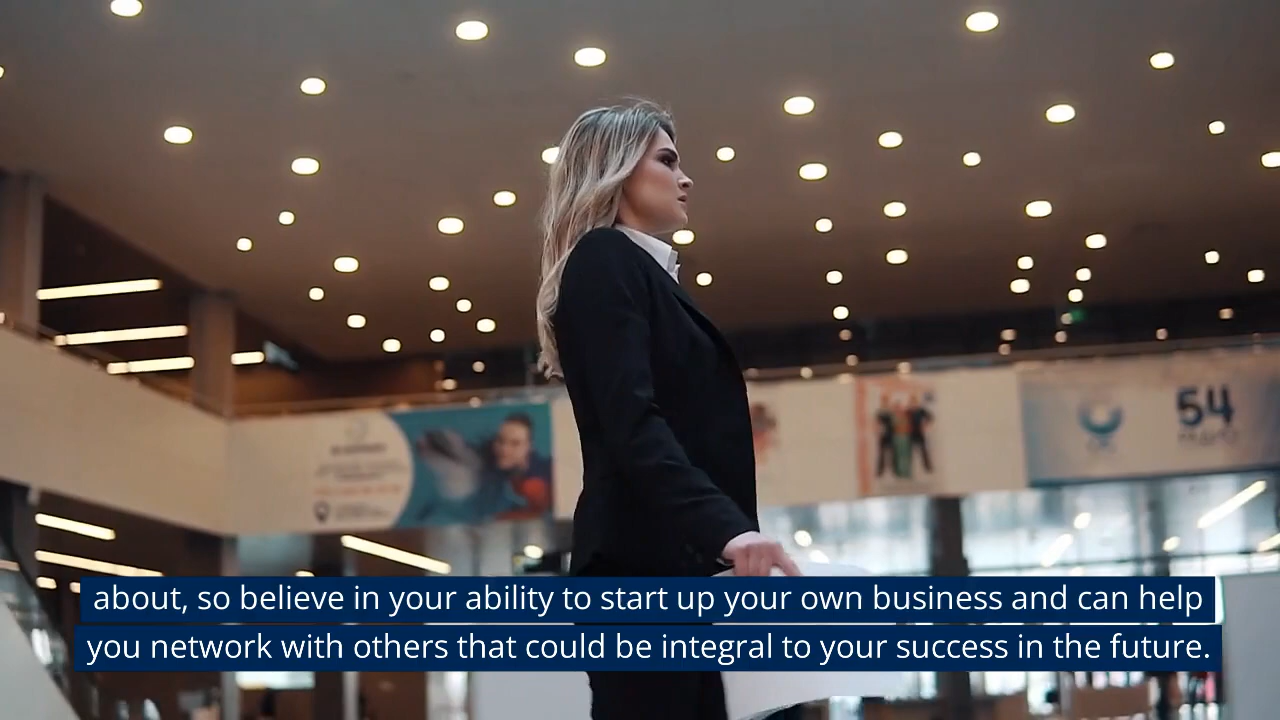 54
about, so believe in your ability to start up your own business and can help
you network with others that could be integral to your success in the future.